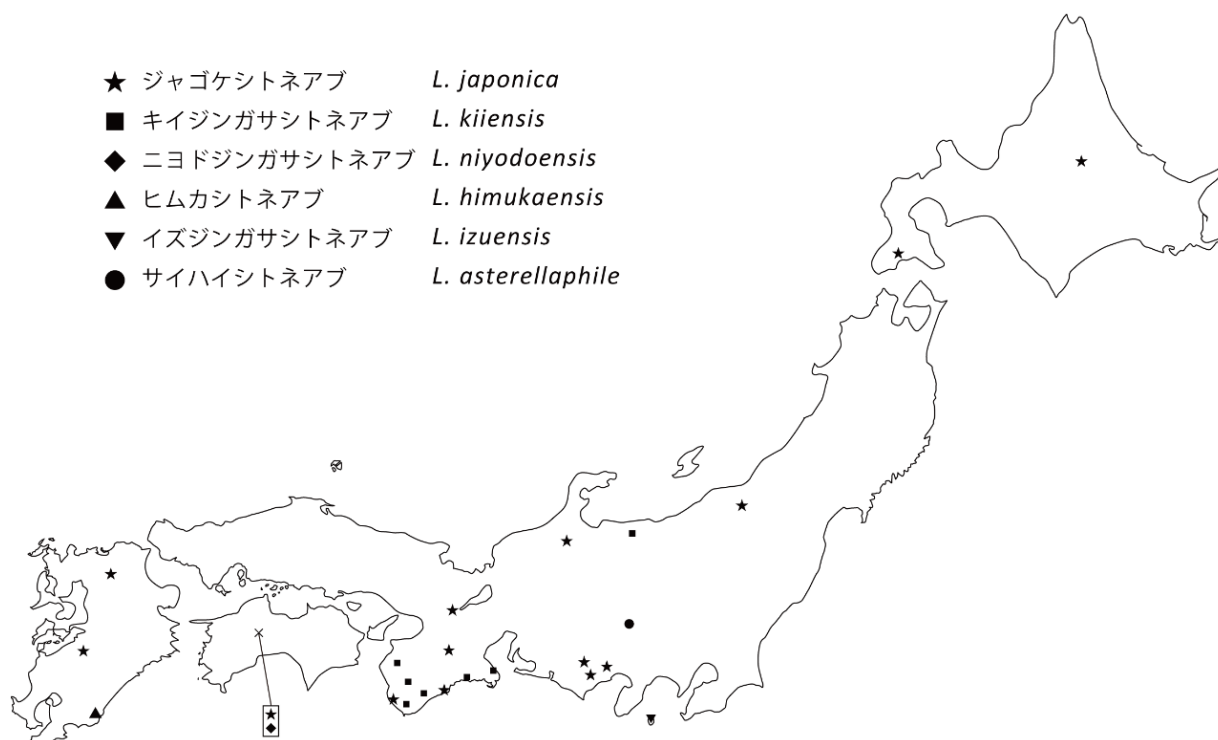 ★ ジャゴケシトネアブ L. japonica
■ キイジンガサシトネアブ L. kiiensis
◆ ニヨドジンガサシトネアブ L. niyodoensis
▲ ヒムカシトネアブ L. himukaensis
▼ イズジンガサシトネアブ L. izuensis
● サイハイシトネアブ L. asterellaphile